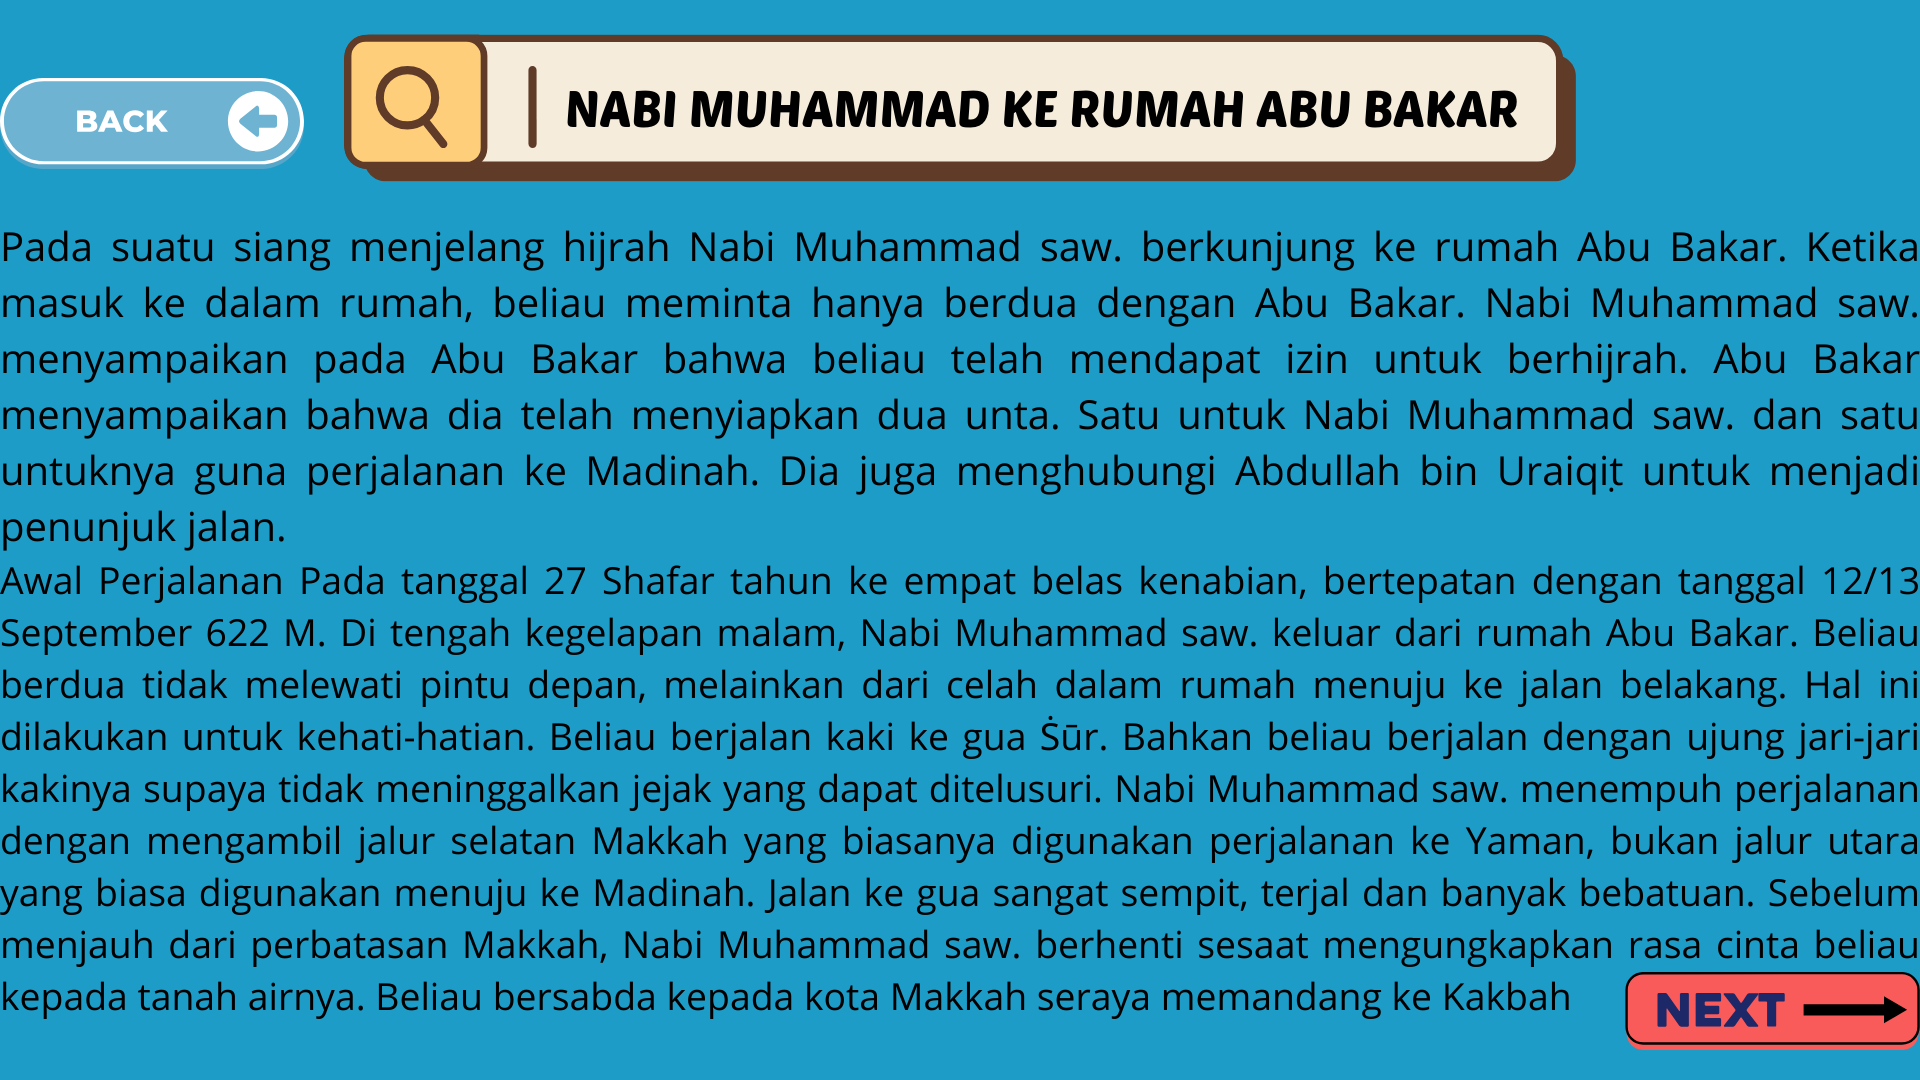 BACK
NABI MUHAMMAD KE RUMAH ABU BAKAR
Pada suatu siang menjelang hijrah Nabi Muhammad saw. berkunjung ke rumah Abu Bakar. Ketika
masuk ke dalam rumah, beliau meminta hanya berdua dengan Abu Bakar. Nabi Muhammad saw.
menyampaikan pada Abu Bakar bahwa beliau telah mendapat izin untuk berhijrah. Abu Bakar
menyampaikan bahwa dia telah menyiapkan dua unta. Satu untuk Nabi Muhammad saw. dan satu
untuknya guna perjalanan ke Madinah. Dia juga menghubungi Abdullah bin Uraiqiṭ untuk menjadi
penunjuk jalan.
Awal Perjalanan Pada tanggal 27 Shafar tahun ke empat belas kenabian, bertepatan dengan tanggal 12/13
September 622 M. Di tengah kegelapan malam, Nabi Muhammad saw. keluar dari rumah Abu Bakar. Beliau
berdua tidak melewati pintu depan, melainkan dari celah dalam rumah menuju ke jalan belakang. Hal ini
dilakukan untuk kehati-hatian. Beliau berjalan kaki ke gua Ṡūr. Bahkan beliau berjalan dengan ujung jari-jari
kakinya supaya tidak meninggalkan jejak yang dapat ditelusuri. Nabi Muhammad saw. menempuh perjalanan
dengan mengambil jalur selatan Makkah yang biasanya digunakan perjalanan ke Yaman, bukan jalur utara
yang biasa digunakan menuju ke Madinah. Jalan ke gua sangat sempit, terjal dan banyak bebatuan. Sebelum
menjauh dari perbatasan Makkah, Nabi Muhammad saw. berhenti sesaat mengungkapkan rasa cinta beliau
kepada tanah airnya. Beliau bersabda kepada kota Makkah seraya memandang ke Kakbah
NEXT